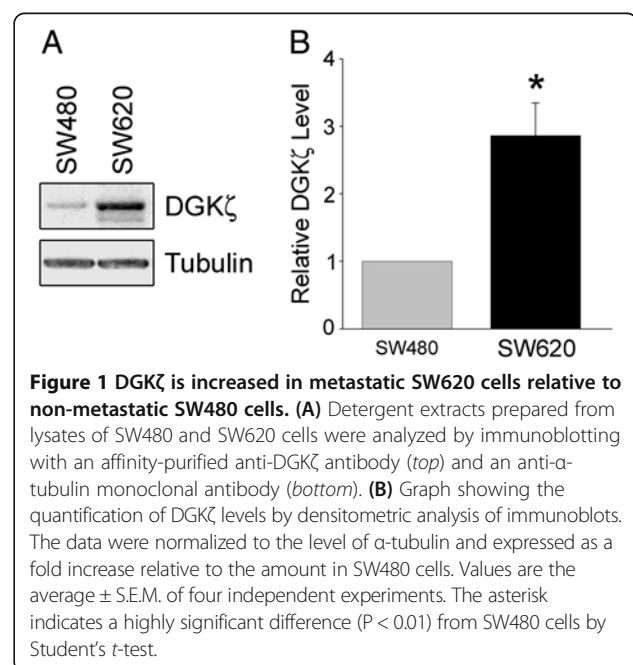 A
B
SW480
SW620
DGKζ
Tubulin
Relative DGKζ Level
4
3
2
1
0
*
SW480
SW620
Figure 1 DGKζ is increased in metastatic SW620 cells relative to
non-metastatic SW480 cells. (A) Detergent extracts prepared from
lysates of SW480 and SW620 cells were analyzed by immunoblotting
with an affinity-purified anti-DGKζ antibody (top) and an anti-α-
tubulin monoclonal antibody (bottom). (B) Graph showing the
quantification of DGKζ levels by densitometric analysis of immunoblots.
The data were normalized to the level of α-tubulin and expressed as a
fold increase relative to the amount in SW480 cells. Values are the
average ± S.E.M. of four independent experiments. The asterisk
indicates a highly significant difference (P < 0.01) from SW480 cells by
Student's t-test.